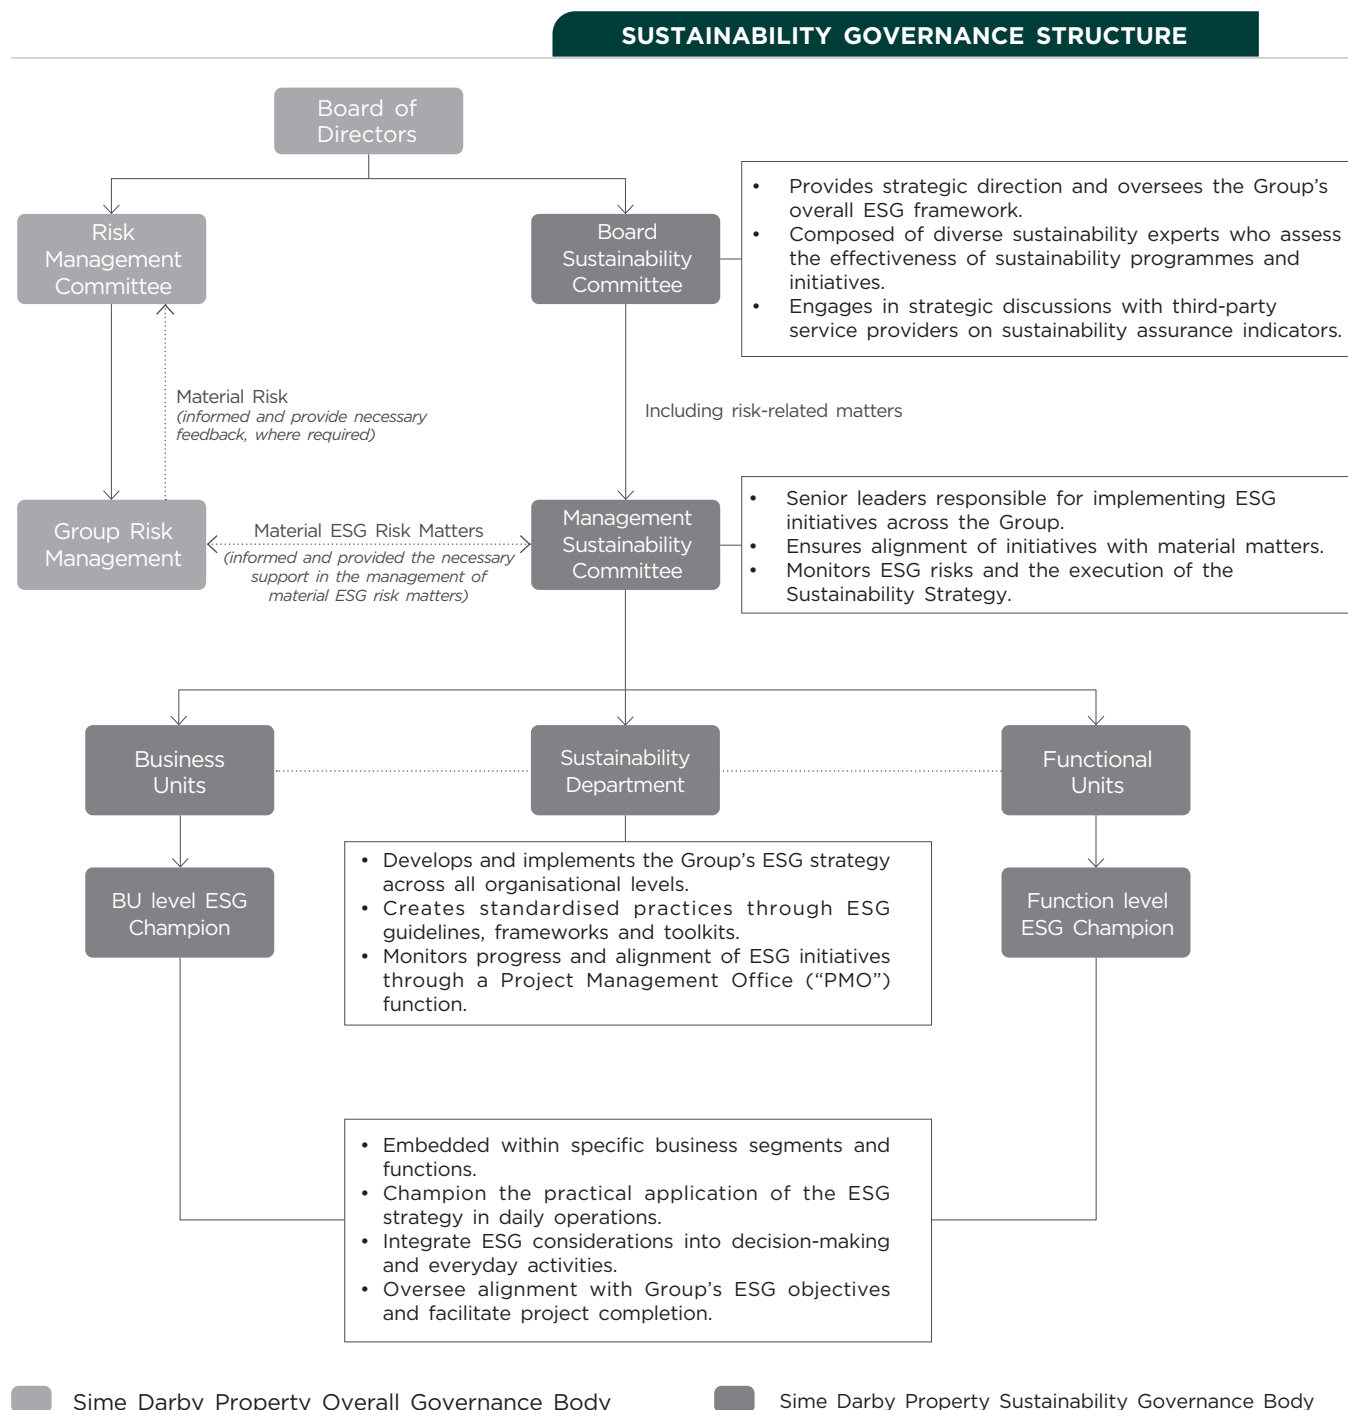 SUSTAINABILITY GOVERNANCE STRUCTURE
Board of
Directors
Risk
Management
Committee
Board
Sustainability
Committee
• Provides strategic direction and oversees the Group’s
overall ESG framework.
• Composed of diverse sustainability experts who assess
the effectiveness of sustainability programmes and
initiatives.
• Engages in strategic discussions with third-party
service providers on sustainability assurance indicators.
Material Risk
(informed and provide necessary
feedback, where required)
Including risk-related matters
Group Risk
Management
Material ESG Risk Matters
(informed and provided the necessary
support in the management of
material ESG risk matters)
Management
Sustainability
Committee
• Senior leaders responsible for implementing ESG
initiatives across the Group.
• Ensures alignment of initiatives with material matters.
• Monitors ESG risks and the execution of the
Sustainability Strategy.
Business
Units
Sustainability
Department
Functional
Units
BU level ESG
Champion
• Develops and implements the Group’s ESG strategy
across all organisational levels.
• Creates standardised practices through ESG
guidelines, frameworks and toolkits.
• Monitors progress and alignment of ESG initiatives
through a Project Management Office (“PMO”)
function.
Function level
ESG Champion
• Embedded within specific business segments and
functions.
• Champion the practical application of the ESG
strategy in daily operations.
• Integrate ESG considerations into decision-making
and everyday activities.
• Oversee alignment with Group’s ESG objectives
and facilitate project completion.
Sime Darby Property Overall Governance Body
Sime Darby Property Sustainability Governance Body